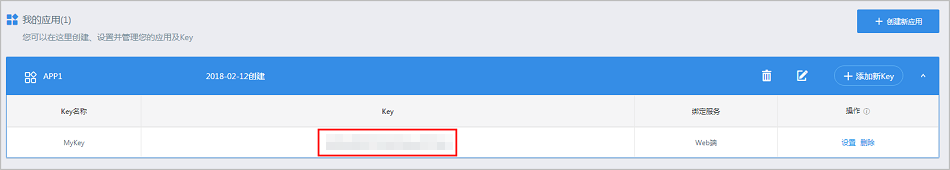 我的应用(1)
+ 创建新应用
您可以在这里创建、设置并管理您的应用及Key
APP1 2018-02-12创建 + 添加新Key
Key名称 Key 绑定服务 操作
MyKey Web端 设置 删除